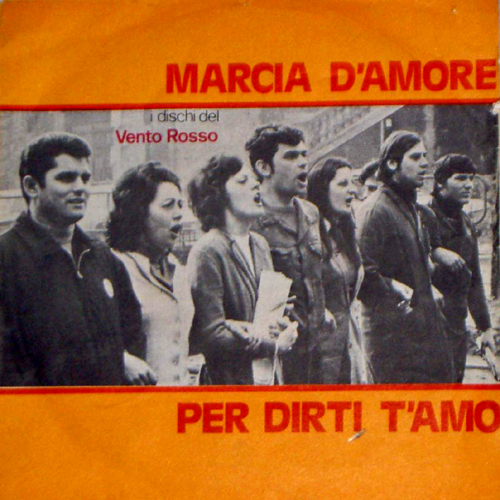 MARCIA D'AMORE
i dischi del
Vento Rosso
PER DIRTI T'AMO